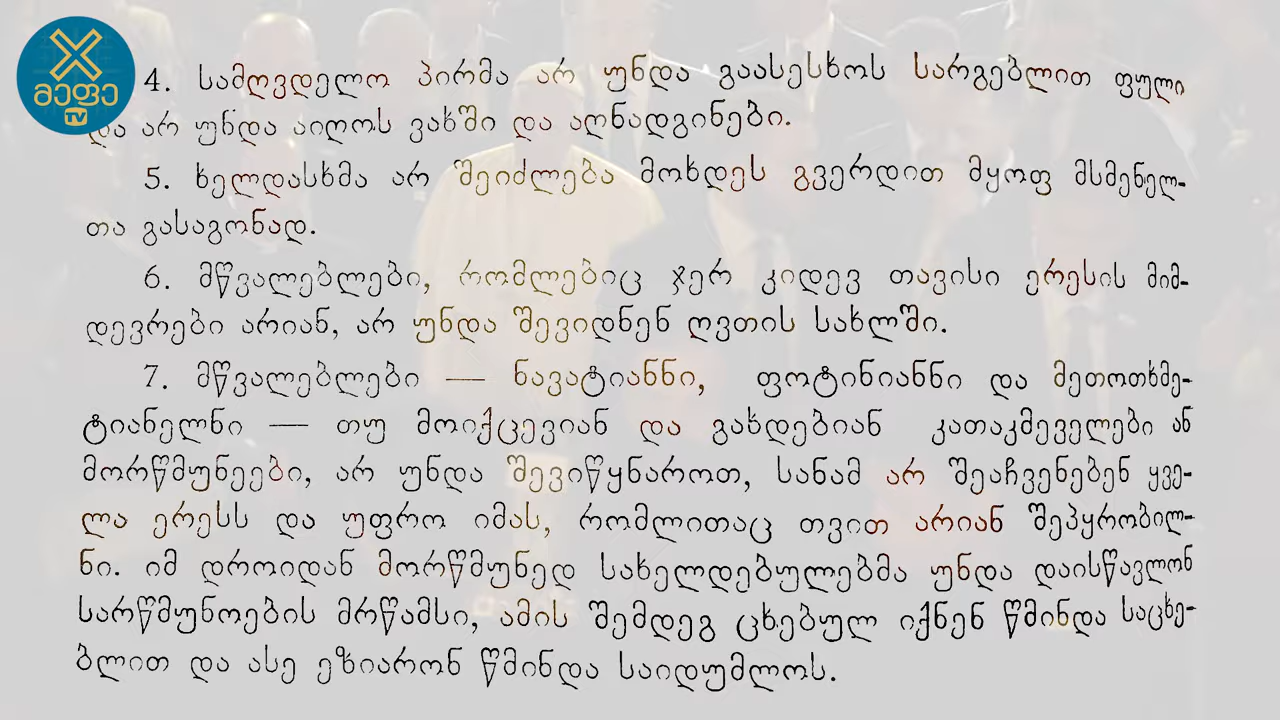 მეფე
TV
4. სამღვდელო პირმა არ უნდა გაასესხოს სარგებლით ფული
და არ უნდა აიღოს ვახში და აღნადგინები.
5. ხელდასხმა არ შეიძლება მოხდეს გვერდით მყოფ მსმენელ-
თა გასაგონად.
6. მწვალებლები, რომლებიც ჯერ კიდევ თავისი ერესის მიმ-
დევრები არიან, არ უნდა შევიდნენ ღვთის სახლში.
7. მწვალებლები — ნავატიანნი, ფოტინიანნი და მეთოთხმე-
ტიანელნი — თუ მოიქცევიან და გახდებიან კათაკმეველები ან
მორწმუნეები, არ უნდა შევიწყნაროთ, სანამ არ შეაჩვენებენ ყვე-
ლა ერესს და უფრო იმას, რომლითაც თვით არიან შეპყრობილ-
ნი. იმ დროიდან მორწმუნედ სახელდებულებმა უნდა დაისწავლონ
სარწმუნოების მრწამსი, ამის შემდეგ ცხებულ იქნენ წმინდა საცხე-
ბლით და ასე ეზიარონ წმინდა საიდუმლოს.